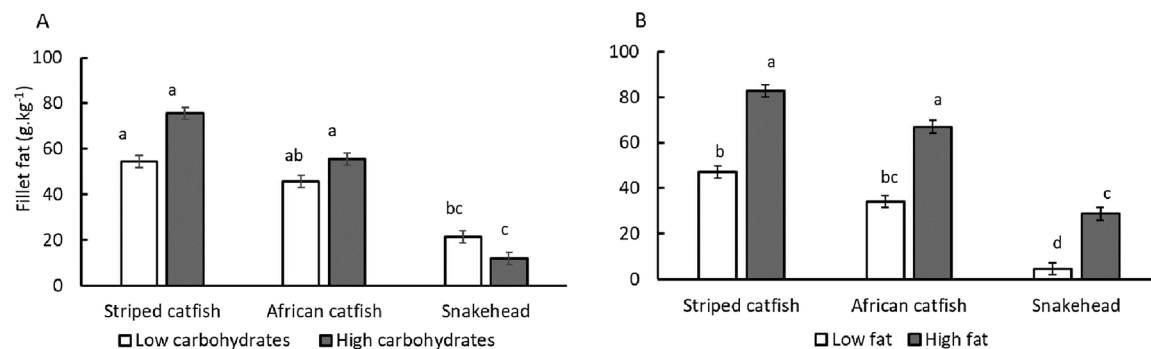 A
Fillet fat (g.kg⁻¹)
100
80
60
40
20
0
a
a
ab
a
bc
c
Striped catfish African catfish Snakehead
Low carbohydrates High carbohydrates
B
100
80
60
40
20
0
b
a
bc
a
d
c
Striped catfish African catfish Snakehead
Low fat High fat